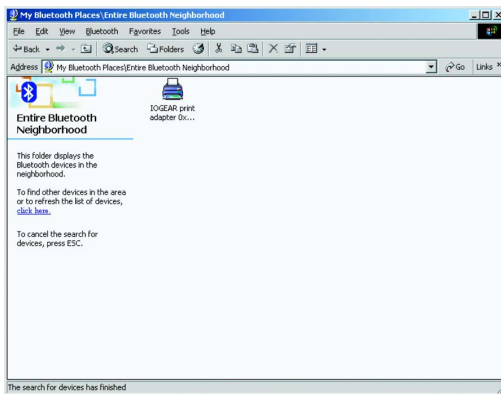 My Bluetooth Places\Entire Bluetooth Neighborhood
File Edit View Bluetooth Favorites Tools Help
Back Search Folders
Address My Bluetooth Places\Entire Bluetooth Neighborhood Go Links »
Entire Bluetooth
Neighborhood
This folder displays the
Bluetooth devices in the
neighborhood.
To find other devices in the area
or to refresh the list of devices,
click here.
To cancel the search for
devices, press ESC.
IOGEAR print
adapter 0x...
The search for devices has finished